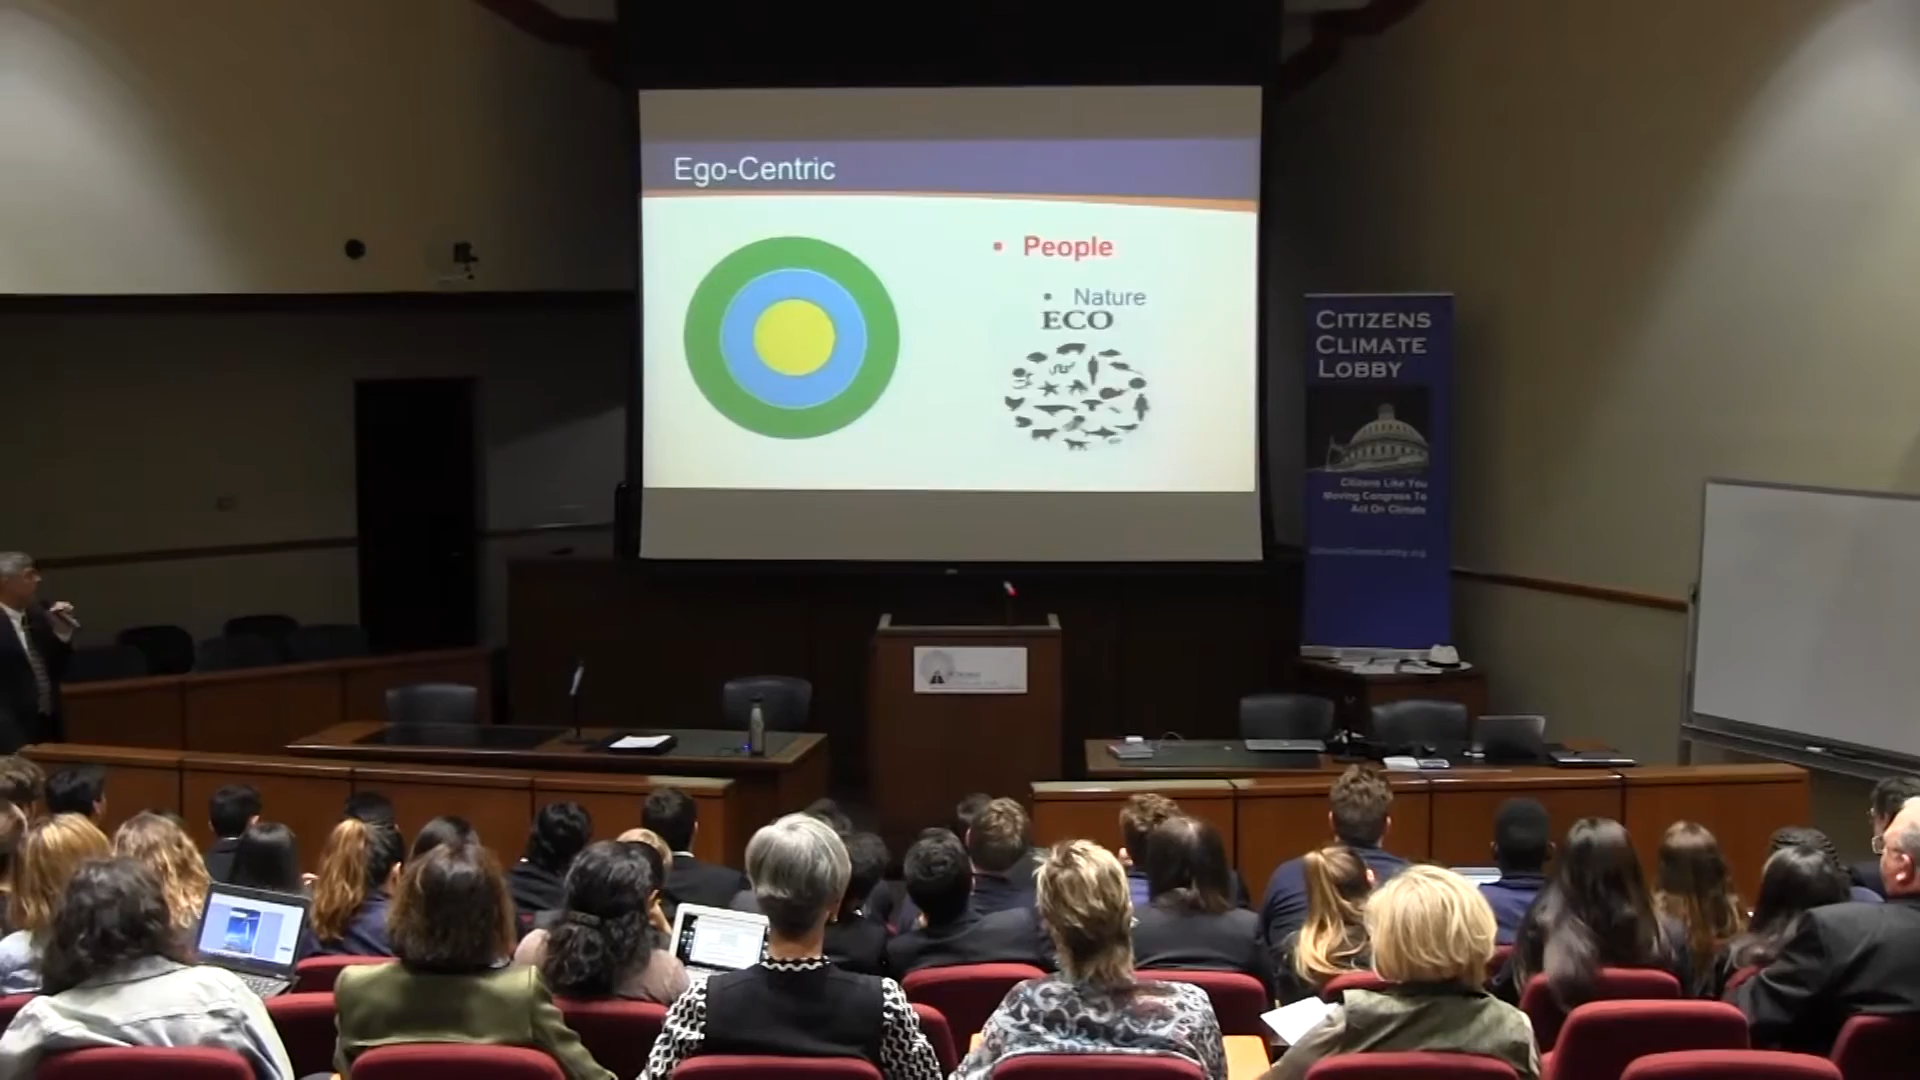 Ego-Centric
• People
• Nature
ECO
CITIZENS
CLIMATE
LOBBY
Citizens Like You
Moving Congress To
Act On Climate